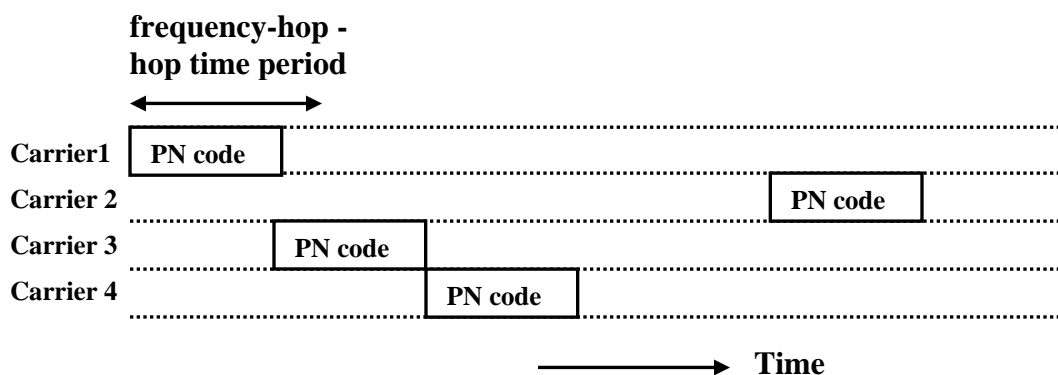 frequency-hop -
hop time period
Carrier1 PN code
Carrier 2 PN code
Carrier 3 PN code
Carrier 4 PN code
Time